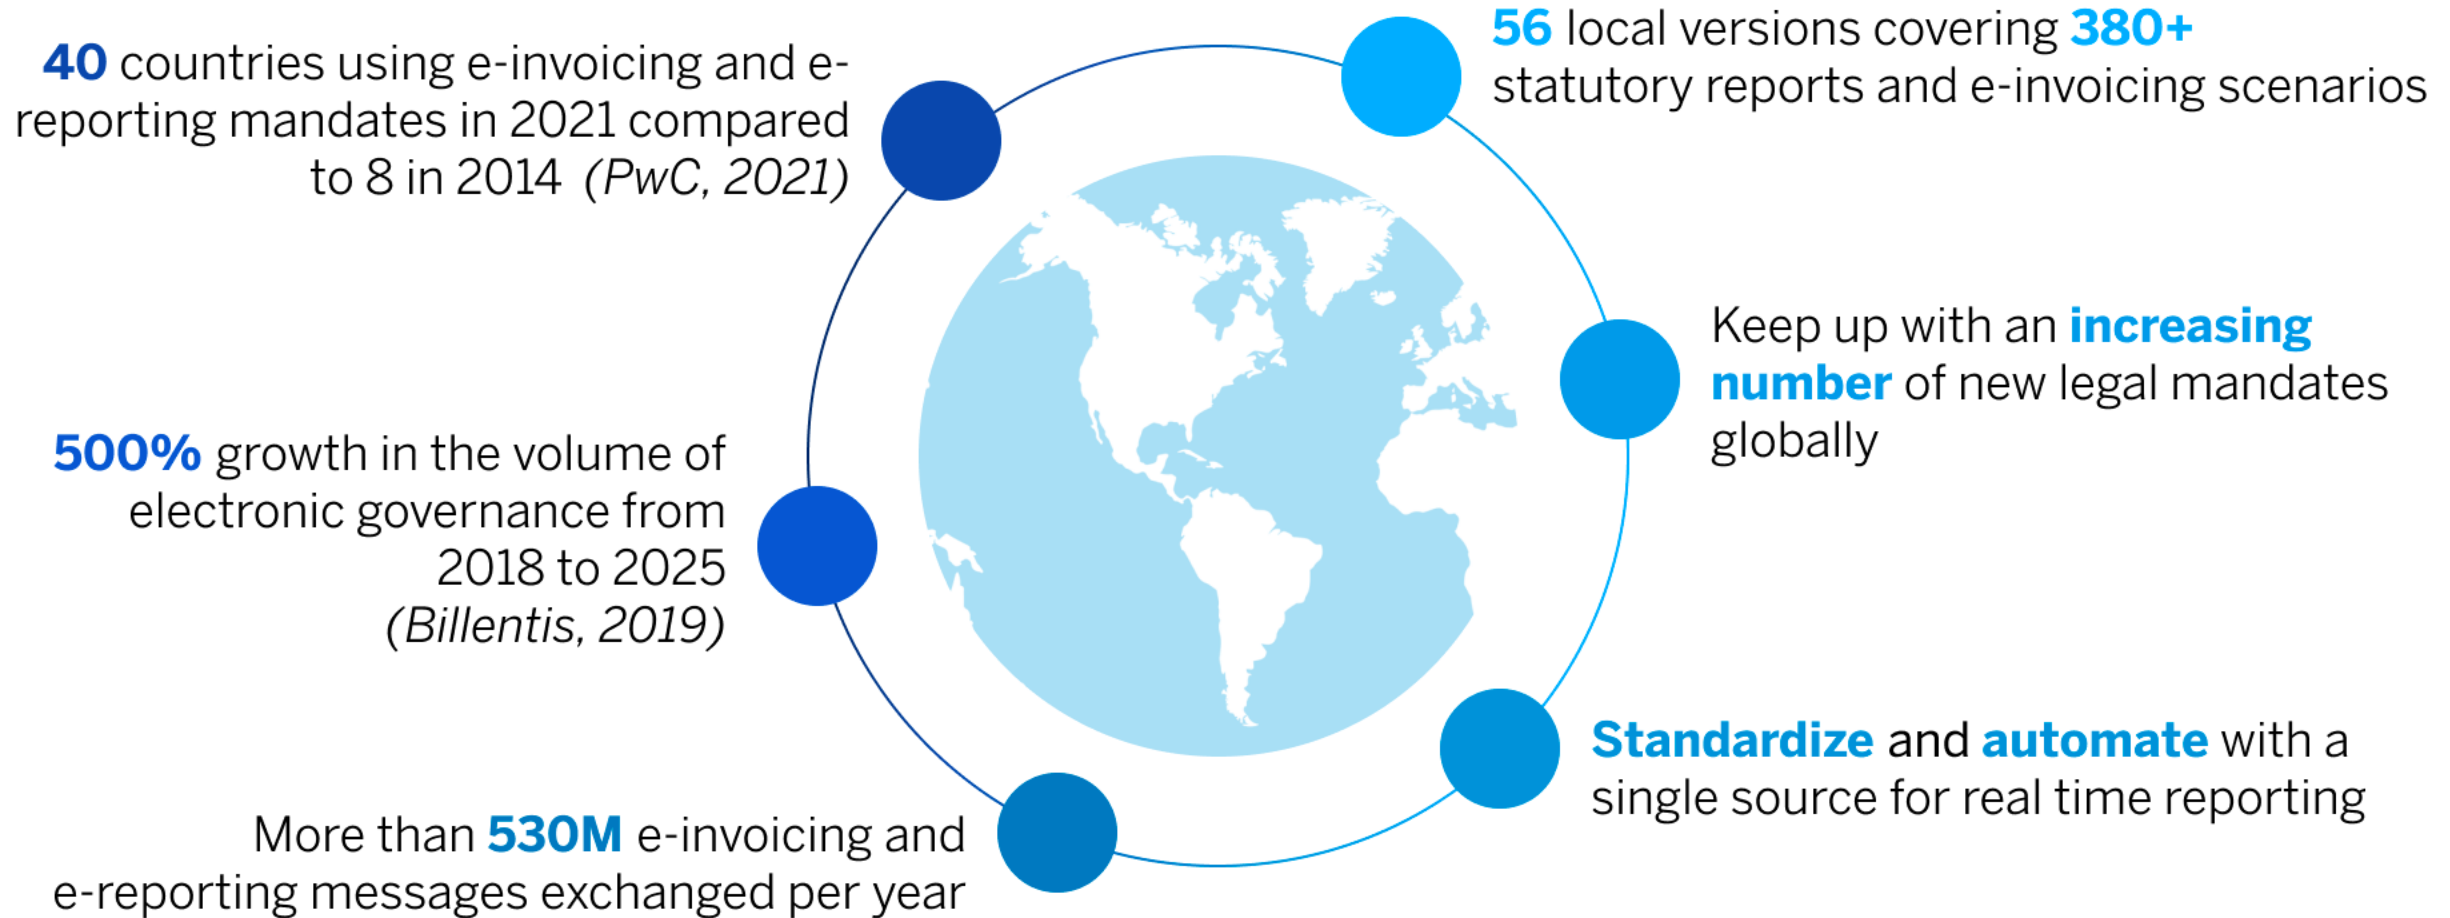 40 countries using e-invoicing and e-
reporting mandates in 2021 compared
to 8 in 2014 (PwC, 2021)
500% growth in the volume of
electronic governance from
2018 to 2025
(Billentis, 2019)
More than 530M e-invoicing and
e-reporting messages exchanged per year
56 local versions covering 380+
statutory reports and e-invoicing scenarios
Keep up with an increasing
number of new legal mandates
globally
Standardize and automate with a
single source for real time reporting